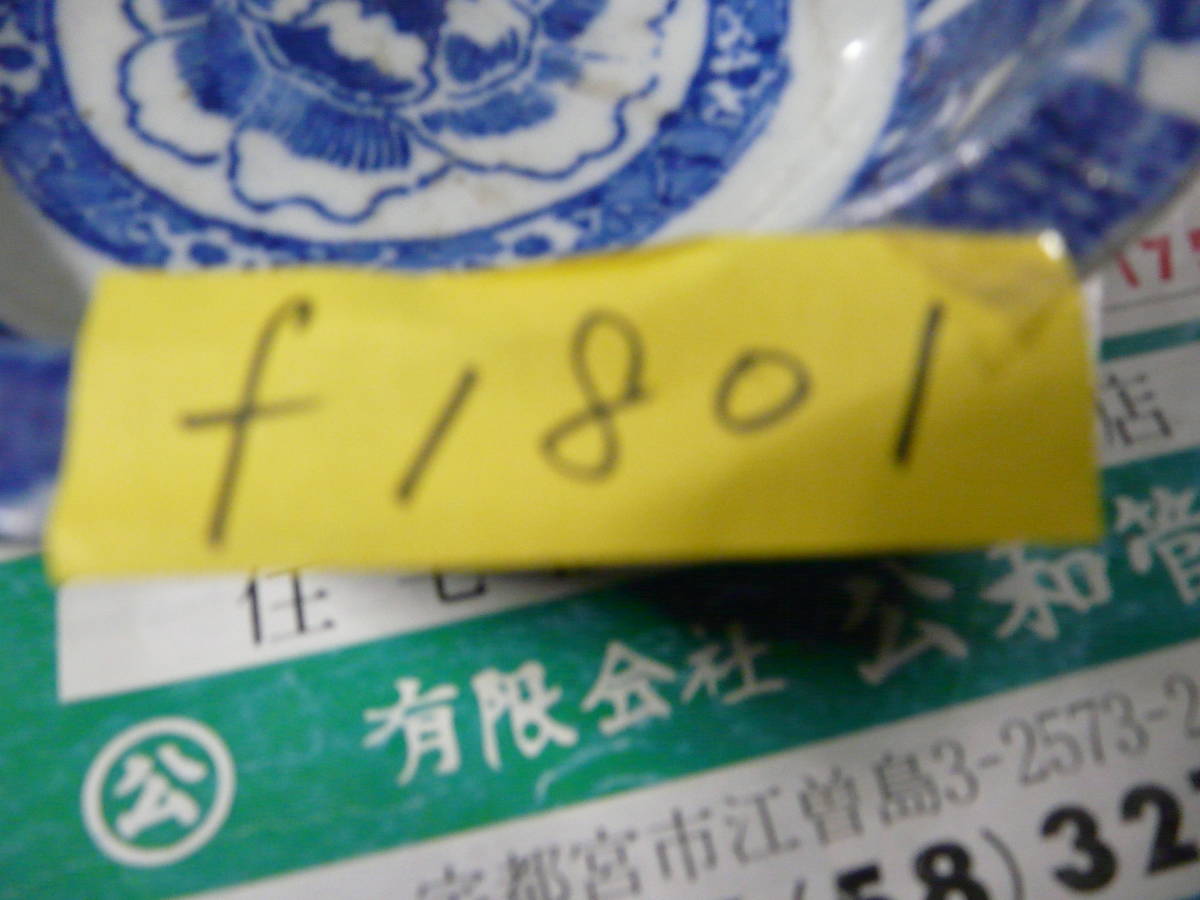 f1801
店
有限会社 公和管
公
宇都宮市江曽島3-2573-2
58)32